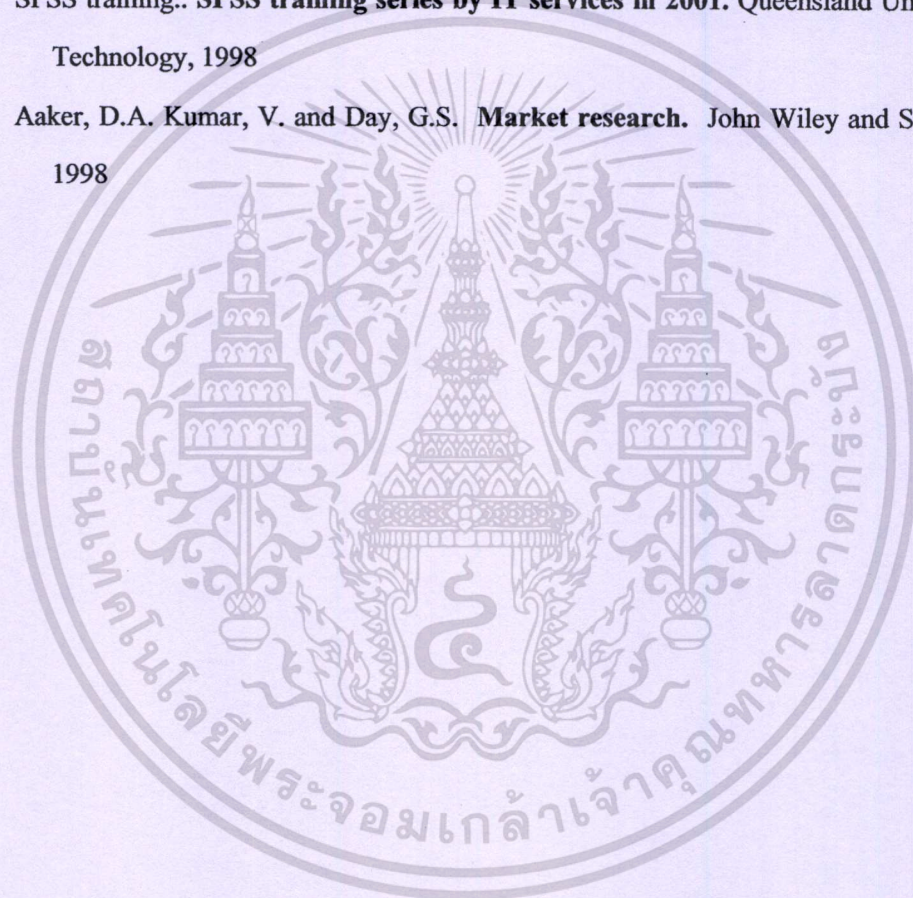 SPSS training.. SPSS training series by IT services in 2001. Queensland Un
Technology, 1998
Aaker, D.A. Kumar, V. and Day, G.S. Market research. John Wiley and S
1998
สถาบันเทคโนโลยีพระจอมเกล้าเจ้าคุณทหารลาดกระบัง
๔